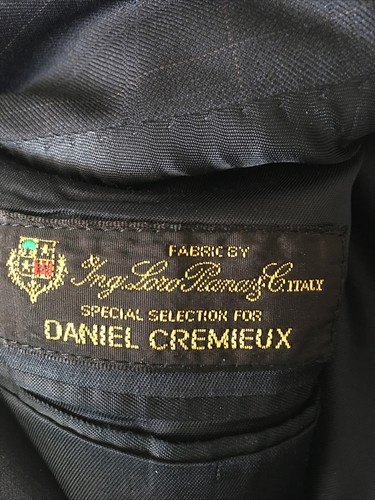 FABRIC BY
Ing. Loro Piana & C. ITALY
SPECIAL SELECTION FOR
DANIEL CREMIEUX